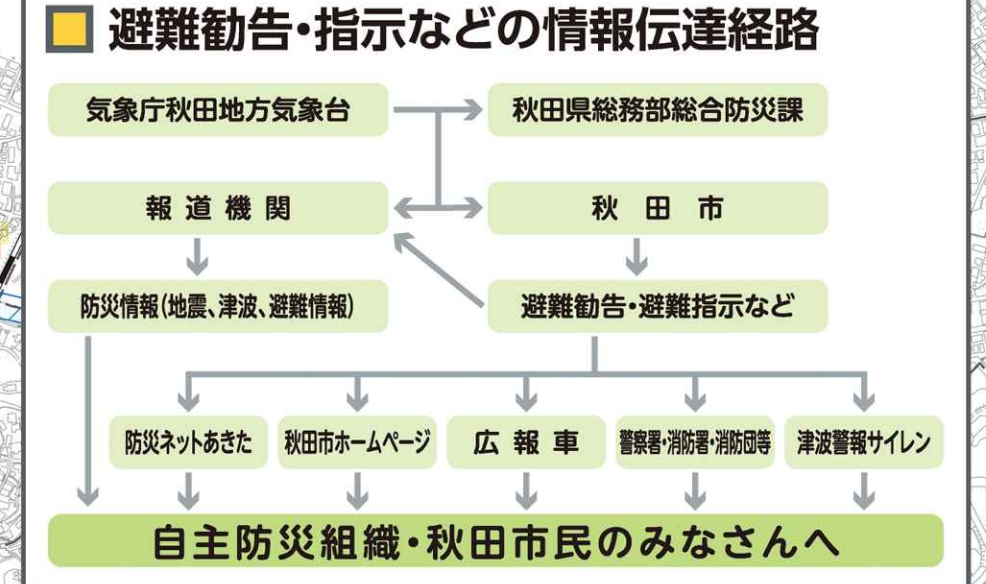 避難勧告・指示などの情報伝達経路
気象庁秋田地方気象台
秋田県総務部総合防災課
報道機関
秋田市
防災情報(地震、津波、避難情報)
避難勧告・避難指示など
防災ネットあきた
秋田市ホームページ
広報車
警察署・消防署・消防団等
津波警報サイレン
自主防災組織・秋田市民のみなさんへ